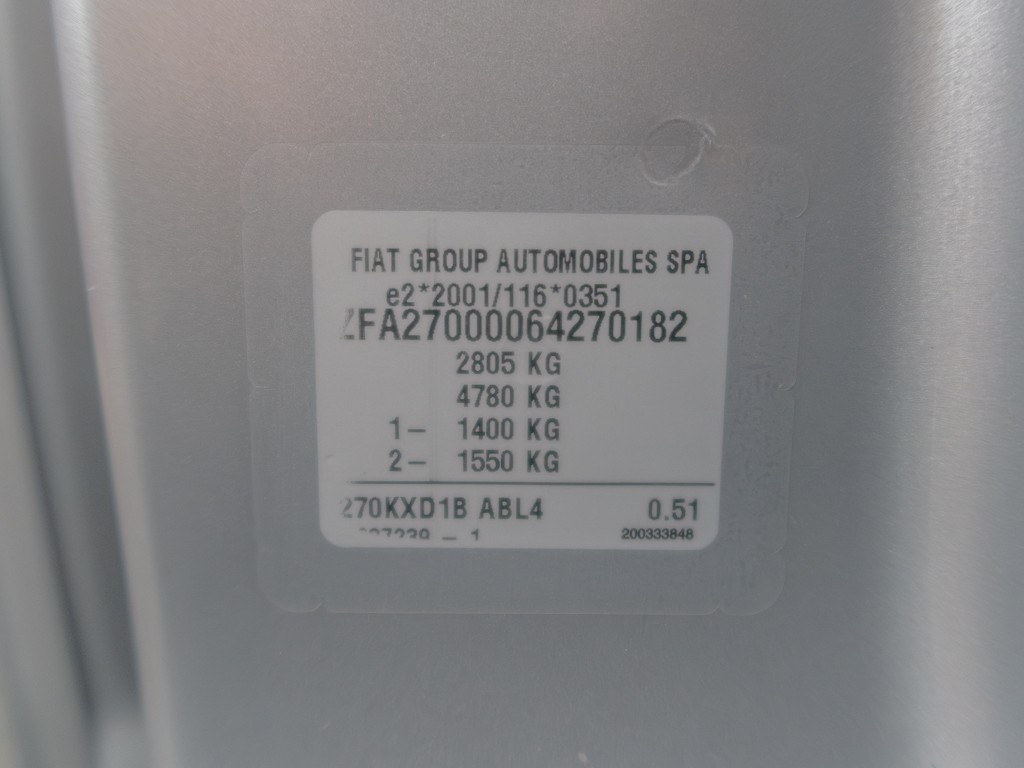 FIAT GROUP AUTOMOBILES SPA
e2*2001/116*0351
ZFA27000064270182
2805 KG
4780 KG
1- 1400 KG
2- 1550 KG
270KXD1B ABL4 0.51
- 1 200333848